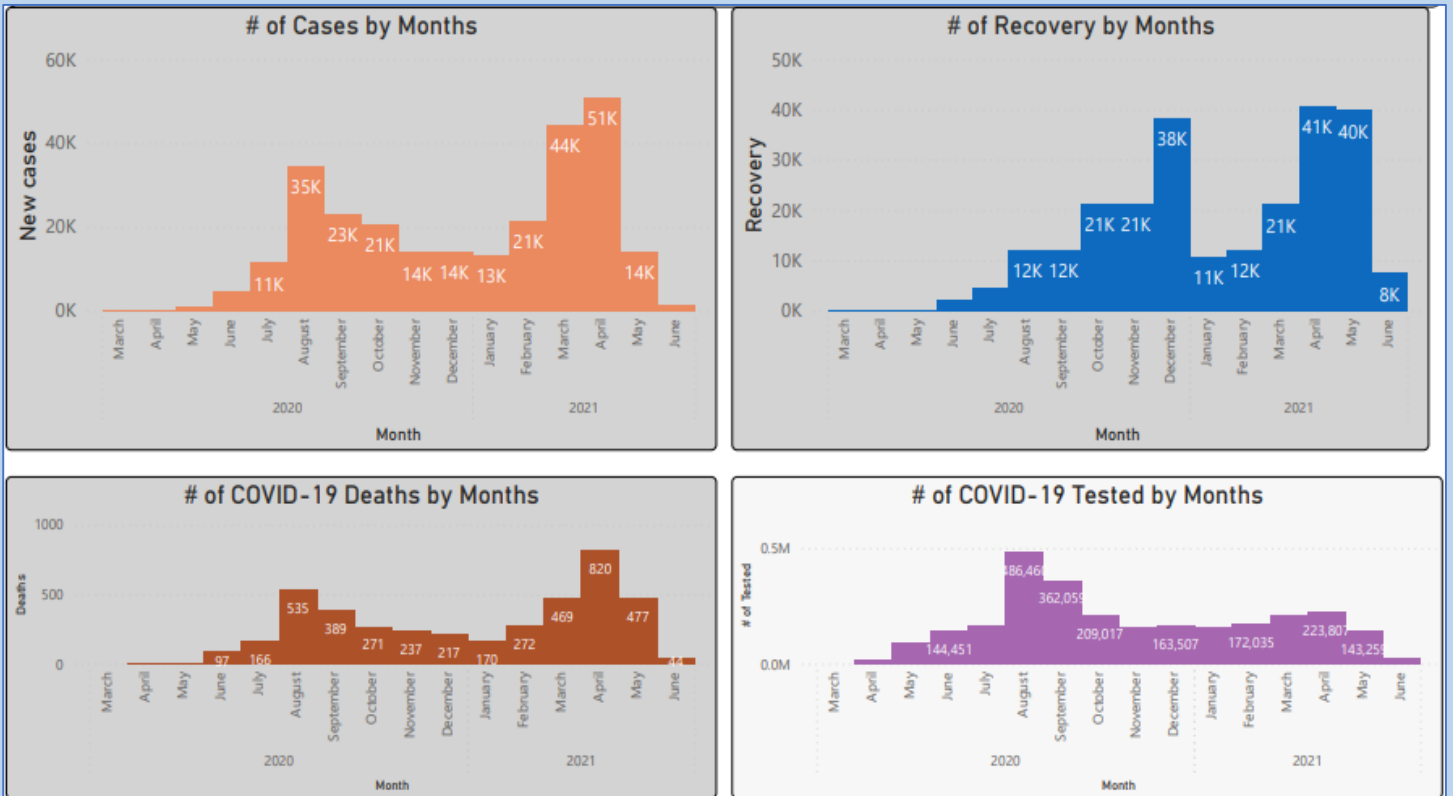 # of Cases by Months
60K
40K
20K
0K
New cases
35K
23K
21K
11K
14K
14K
13K
21K
44K
51K
14K
March April May June July August September October November December January February March April May June
2020 2021
Month
# of Recovery by Months
50K
40K
30K
20K
10K
0K
Recovery
12K
12K
21K
21K
38K
11K
12K
21K
41K
40K
8K
March April May June July August September October November December January February March April May June
2020 2021
Month
# of COVID-19 Deaths by Months
1000
500
0
Deaths
97
166
535
389
271
237
217
170
272
469
820
477
44
March April May June July August September October November December January February March April May June
2020 2021
Month
# of COVID-19 Tested by Months
0.5M
0.0M
# of Tested
144,451
362,059
209,017
163,507
172,035
223,807
143,259
March April May June July August September October November December January February March April May June
2020 2021
Month